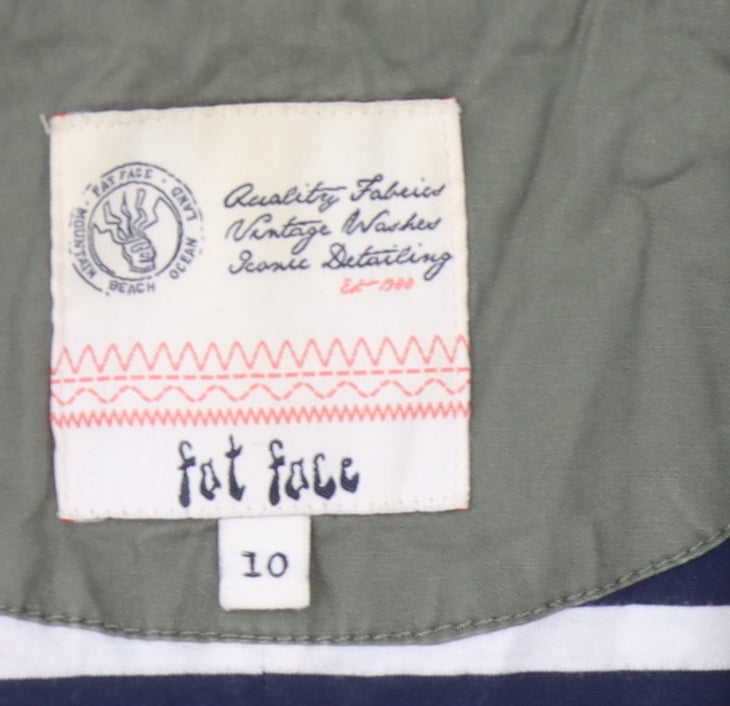 FAT FACE · LAND
OCEAN
BEACH
MOUNTAIN
Quality Fabrics
Vintage Washes
Iconic Detailing
Est 1988
fat face
10